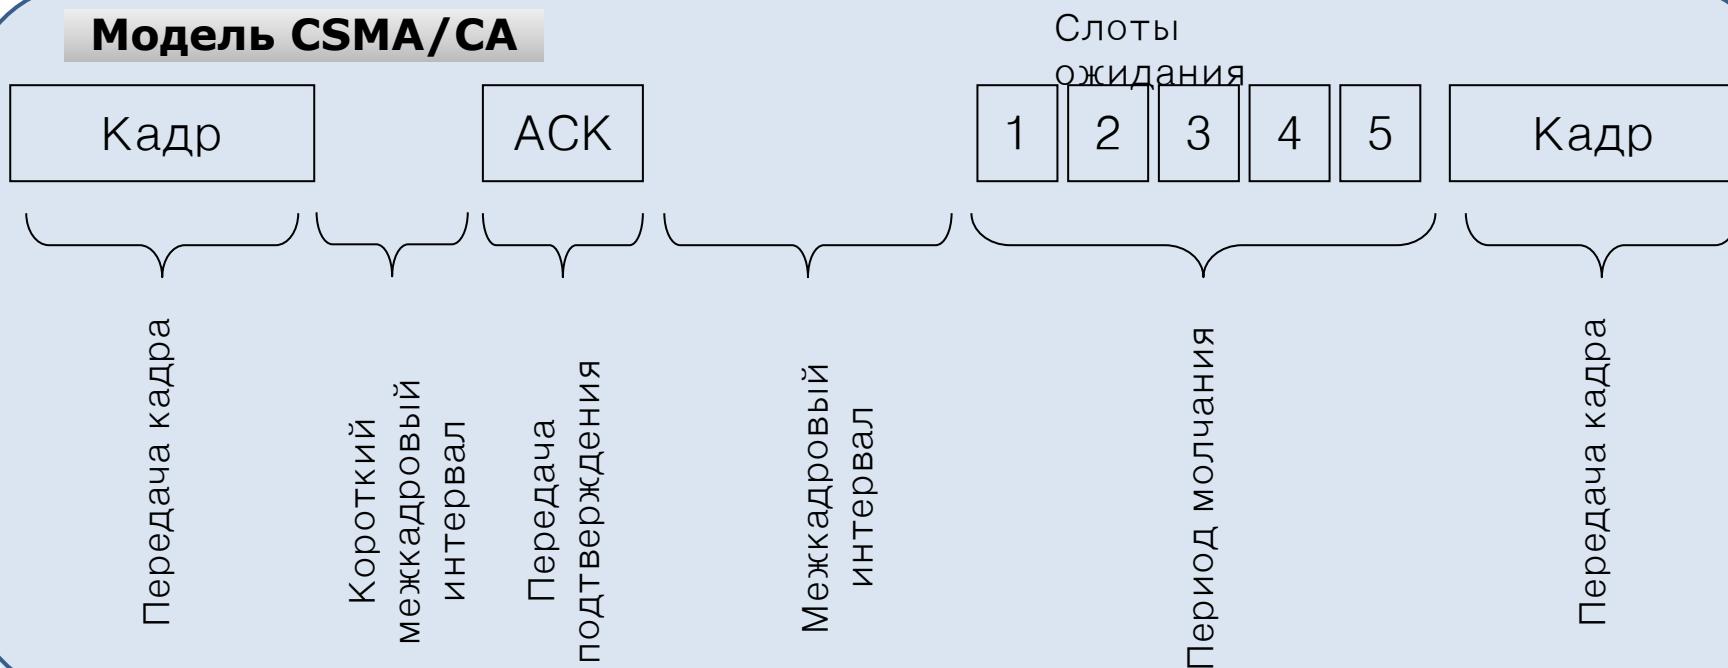 Модель CSMA/CA
Слоты
ожидания
Кадр
ACK
1
2
3
4
5
Кадр
Передача кадра
Короткий
межкадровый
интервал
Передача
подтверждения
Межкадровый
интервал
Период молчания
Передача кадра